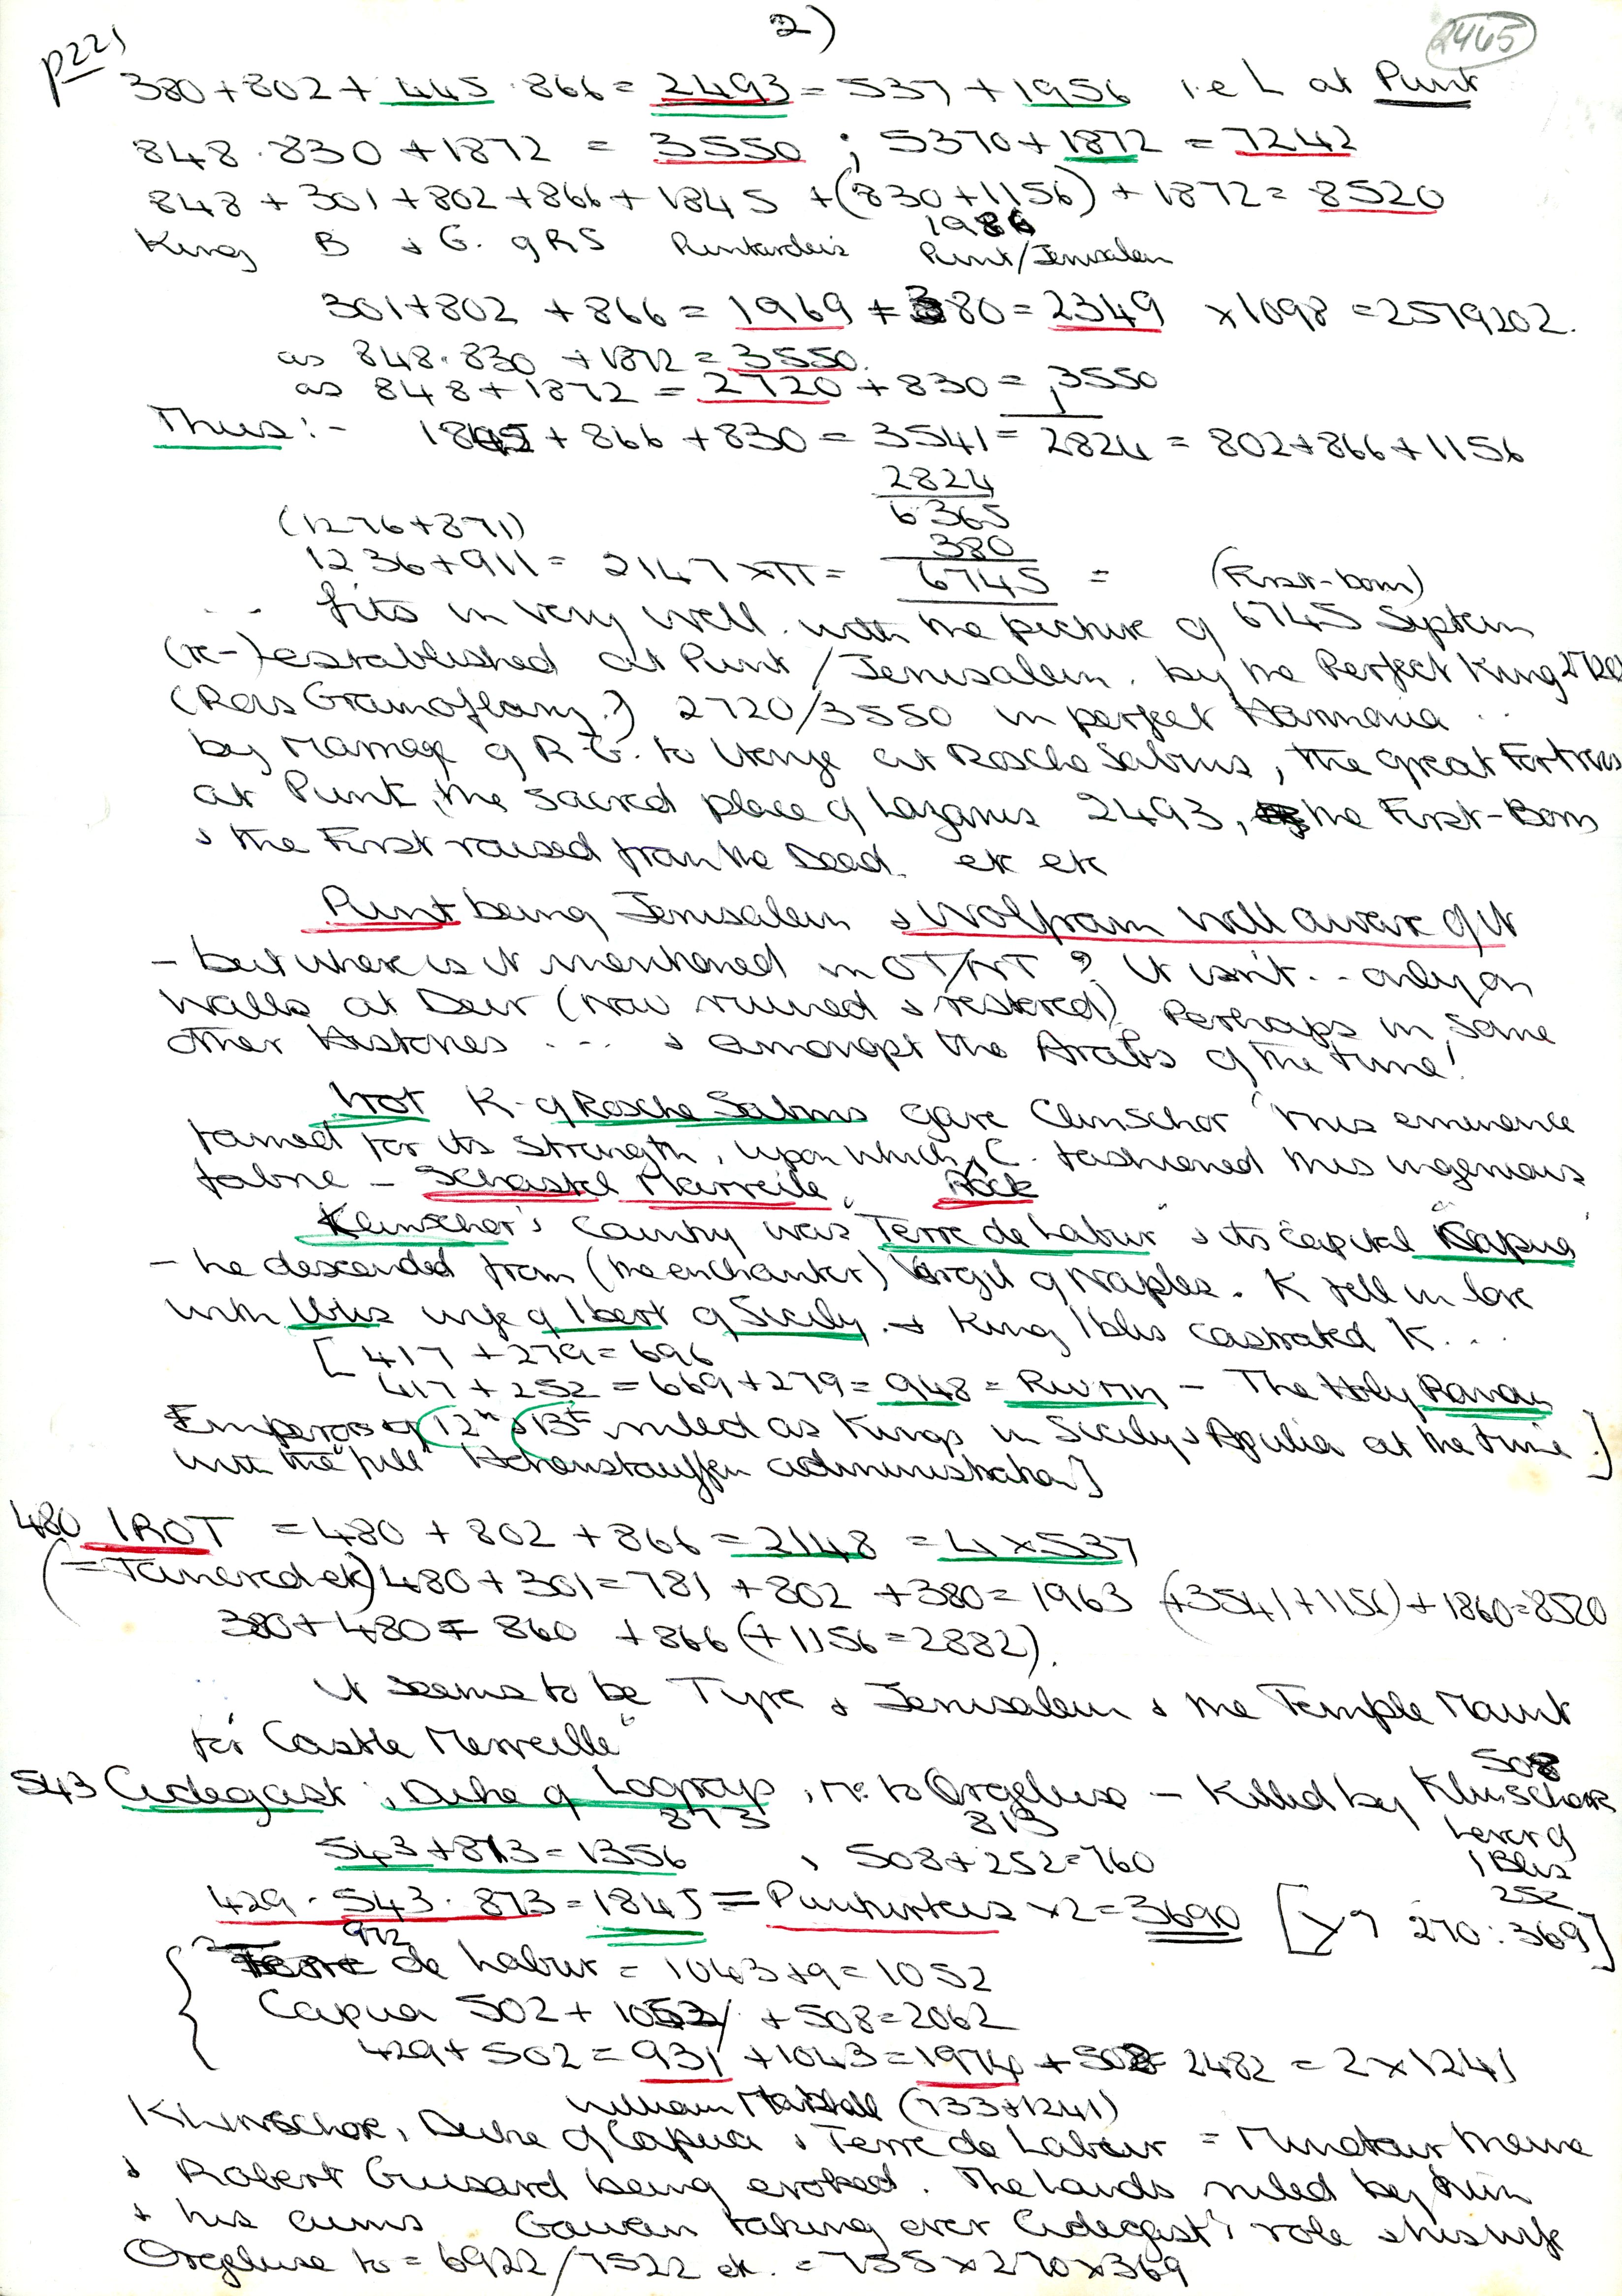 2)
2465
p221
380+802+445·866=2493=537+1956 i.e L at Punt
848·830+1872 = 3550 ; 5370+1872=7242
848+301+802+866+1845+(830+1156)+1872=8520
1986
King B & G. of RS Punturteis Punt/Jerusalem
301+802+866=1969+380=2349 ×1098=2579202.
as 848·830+1872=3550.
as 848+1872=2720+830=3550
Thus:- 1845+866+830=3541=2824=802+866+1156
2824
6365
(1276+871)
380
1236+911=2147×π= 6745 = (First-born)
.. fits in very well. with the picture of 6745 System
(re-)established at Punt/Jerusalem. by the Perfect King 2720
(Rois Gramoflanz?) 2720/3550 in perfect Harmonia ..
by Marriage of R.G. to Itonje at Rosche Sabins, the great Fortress
at Punt, the sacred place of Lazarus 2493, the First-Born
& the First raised from the Dead. etc etc
Punt being Jerusalem & Wolfram well aware of it
- but where is it mentioned in OT/NT? It isn't... only on
walls at Deir (now ruined & restored) Perhaps in some
other Histories ... & amongst the Arabs of the time!
Irot K. of Rosche Sabins gave Clinschor "this eminence
famed for its strength, upon which C. fashioned this ingenious
fabric - Schastel Marveile" Rock
Klinschor's Country was "Terre de Labur" & its capital "Kapua"
- he descended from (the enchanter) Virgil of Naples. K fell in love
with Iblis wife of Ibert of Sicily. & King Iblis castrated K...
[417+279=696
417+252=669+279=948=Rwmn - The Holy Roman
Emperors of 12th & 13th ruled as Kings in Sicily & Apulia at the time.]
with the full Hohenstauffen administration]
480 IROT = 480+802+866=2148=4×537
(=Tancred etc) 480+301=781+802+380=1963 (+3541+1156)+1860=8520
380+480=860+866(+1156=2882).
It seems to be Tyre & Jerusalem & the Temple Mount
for "Castle Merveille"
508
543 Cidegast, Duke of Logroys, m. to Orgeluse - Killed by Klinschore
873 813 Lover of
543+813=1356 , 508+252=760 Iblis
252
429·543·873=1845=Punturteis ×2=3690 [×7 270:369]
972
Terre de Labur=1043+9=1052
Capua 502+1052/+508=2062
429+502=931+1043=1974+508=2482=2×1241
William Marshall (733+1241)
Klinschore, Duke of Capua & Terre de Labeur = Minotaur theme
& Robert Guiscard being evoked. The lands ruled by him
& his aims Gawan taking over Cidegast's role & his wife
Orgeluse to = 6922/7522 etc. = 755×270×369